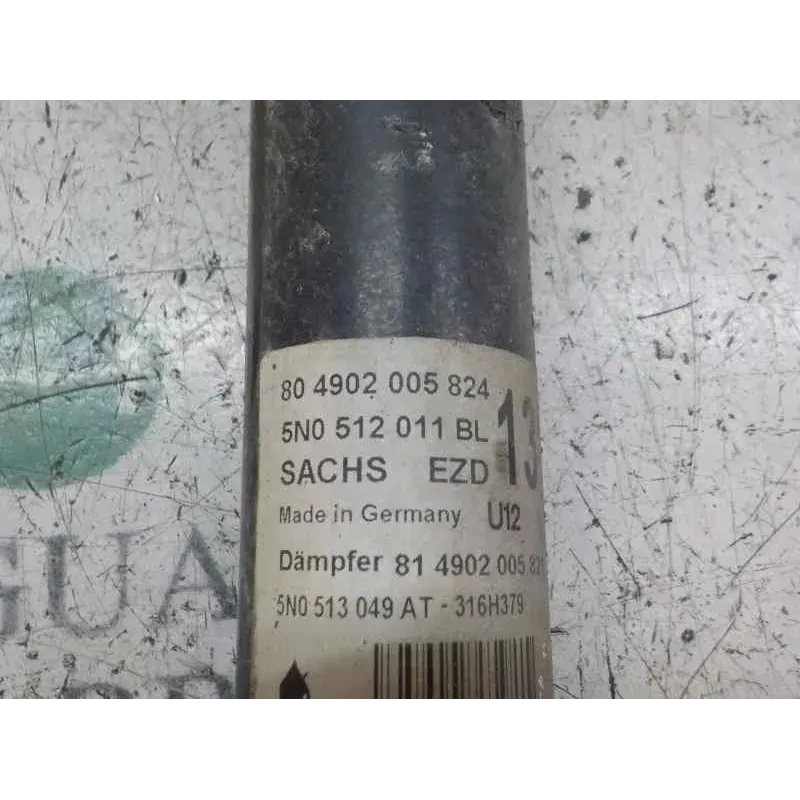 80 4902 005 824
5N0 512 011 BL 13
SACHS EZD
Made in Germany U12
Dämpfer 81 4902 005
5N0 513 049 AT - 316H379